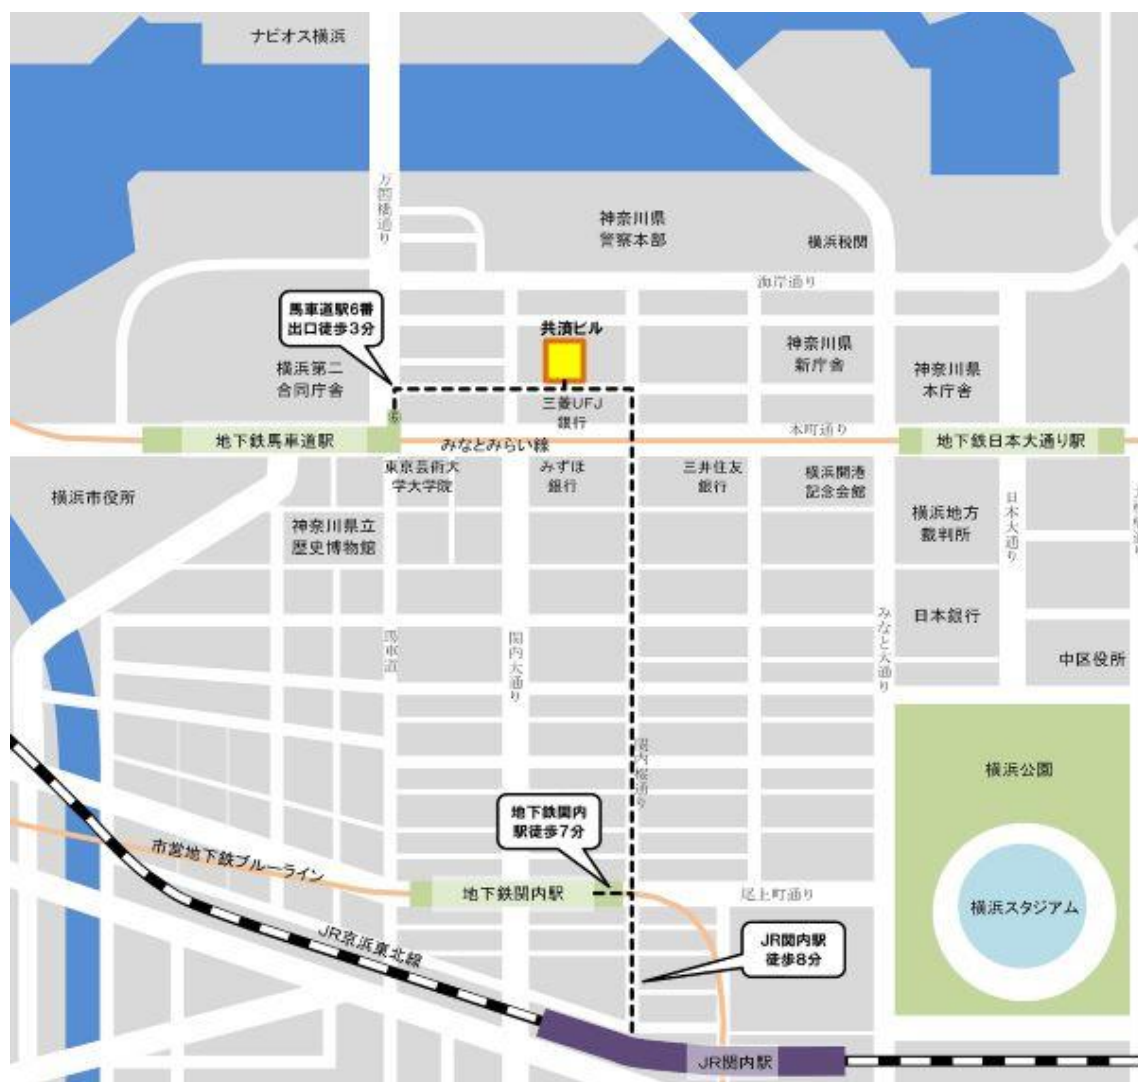 ナビオス横浜
万国橋通り
神奈川県
警察本部
横浜税関
海岸通り
馬車道駅6番
出口徒歩3分
共済ビル
横浜第二
合同庁舎
神奈川県
新庁舎
神奈川県
本庁舎
三菱UFJ
銀行
6
地下鉄馬車道駅
みなとみらい線
本町通り
地下鉄日本大通り駅
横浜市役所
東京芸術大
学大学院
みずほ
銀行
三井住友
銀行
横浜開港
記念会館
神奈川県立
歴史博物館
横浜地方
裁判所
日本大通り
馬車道
関内大通り
みなと大通り
日本銀行
中区役所
関内桜通り
横浜公園
地下鉄関内
駅徒歩7分
市営地下鉄ブルーライン
地下鉄関内駅
尾上町通り
横浜スタジアム
JR京浜東北線
JR関内駅
徒歩8分
JR関内駅